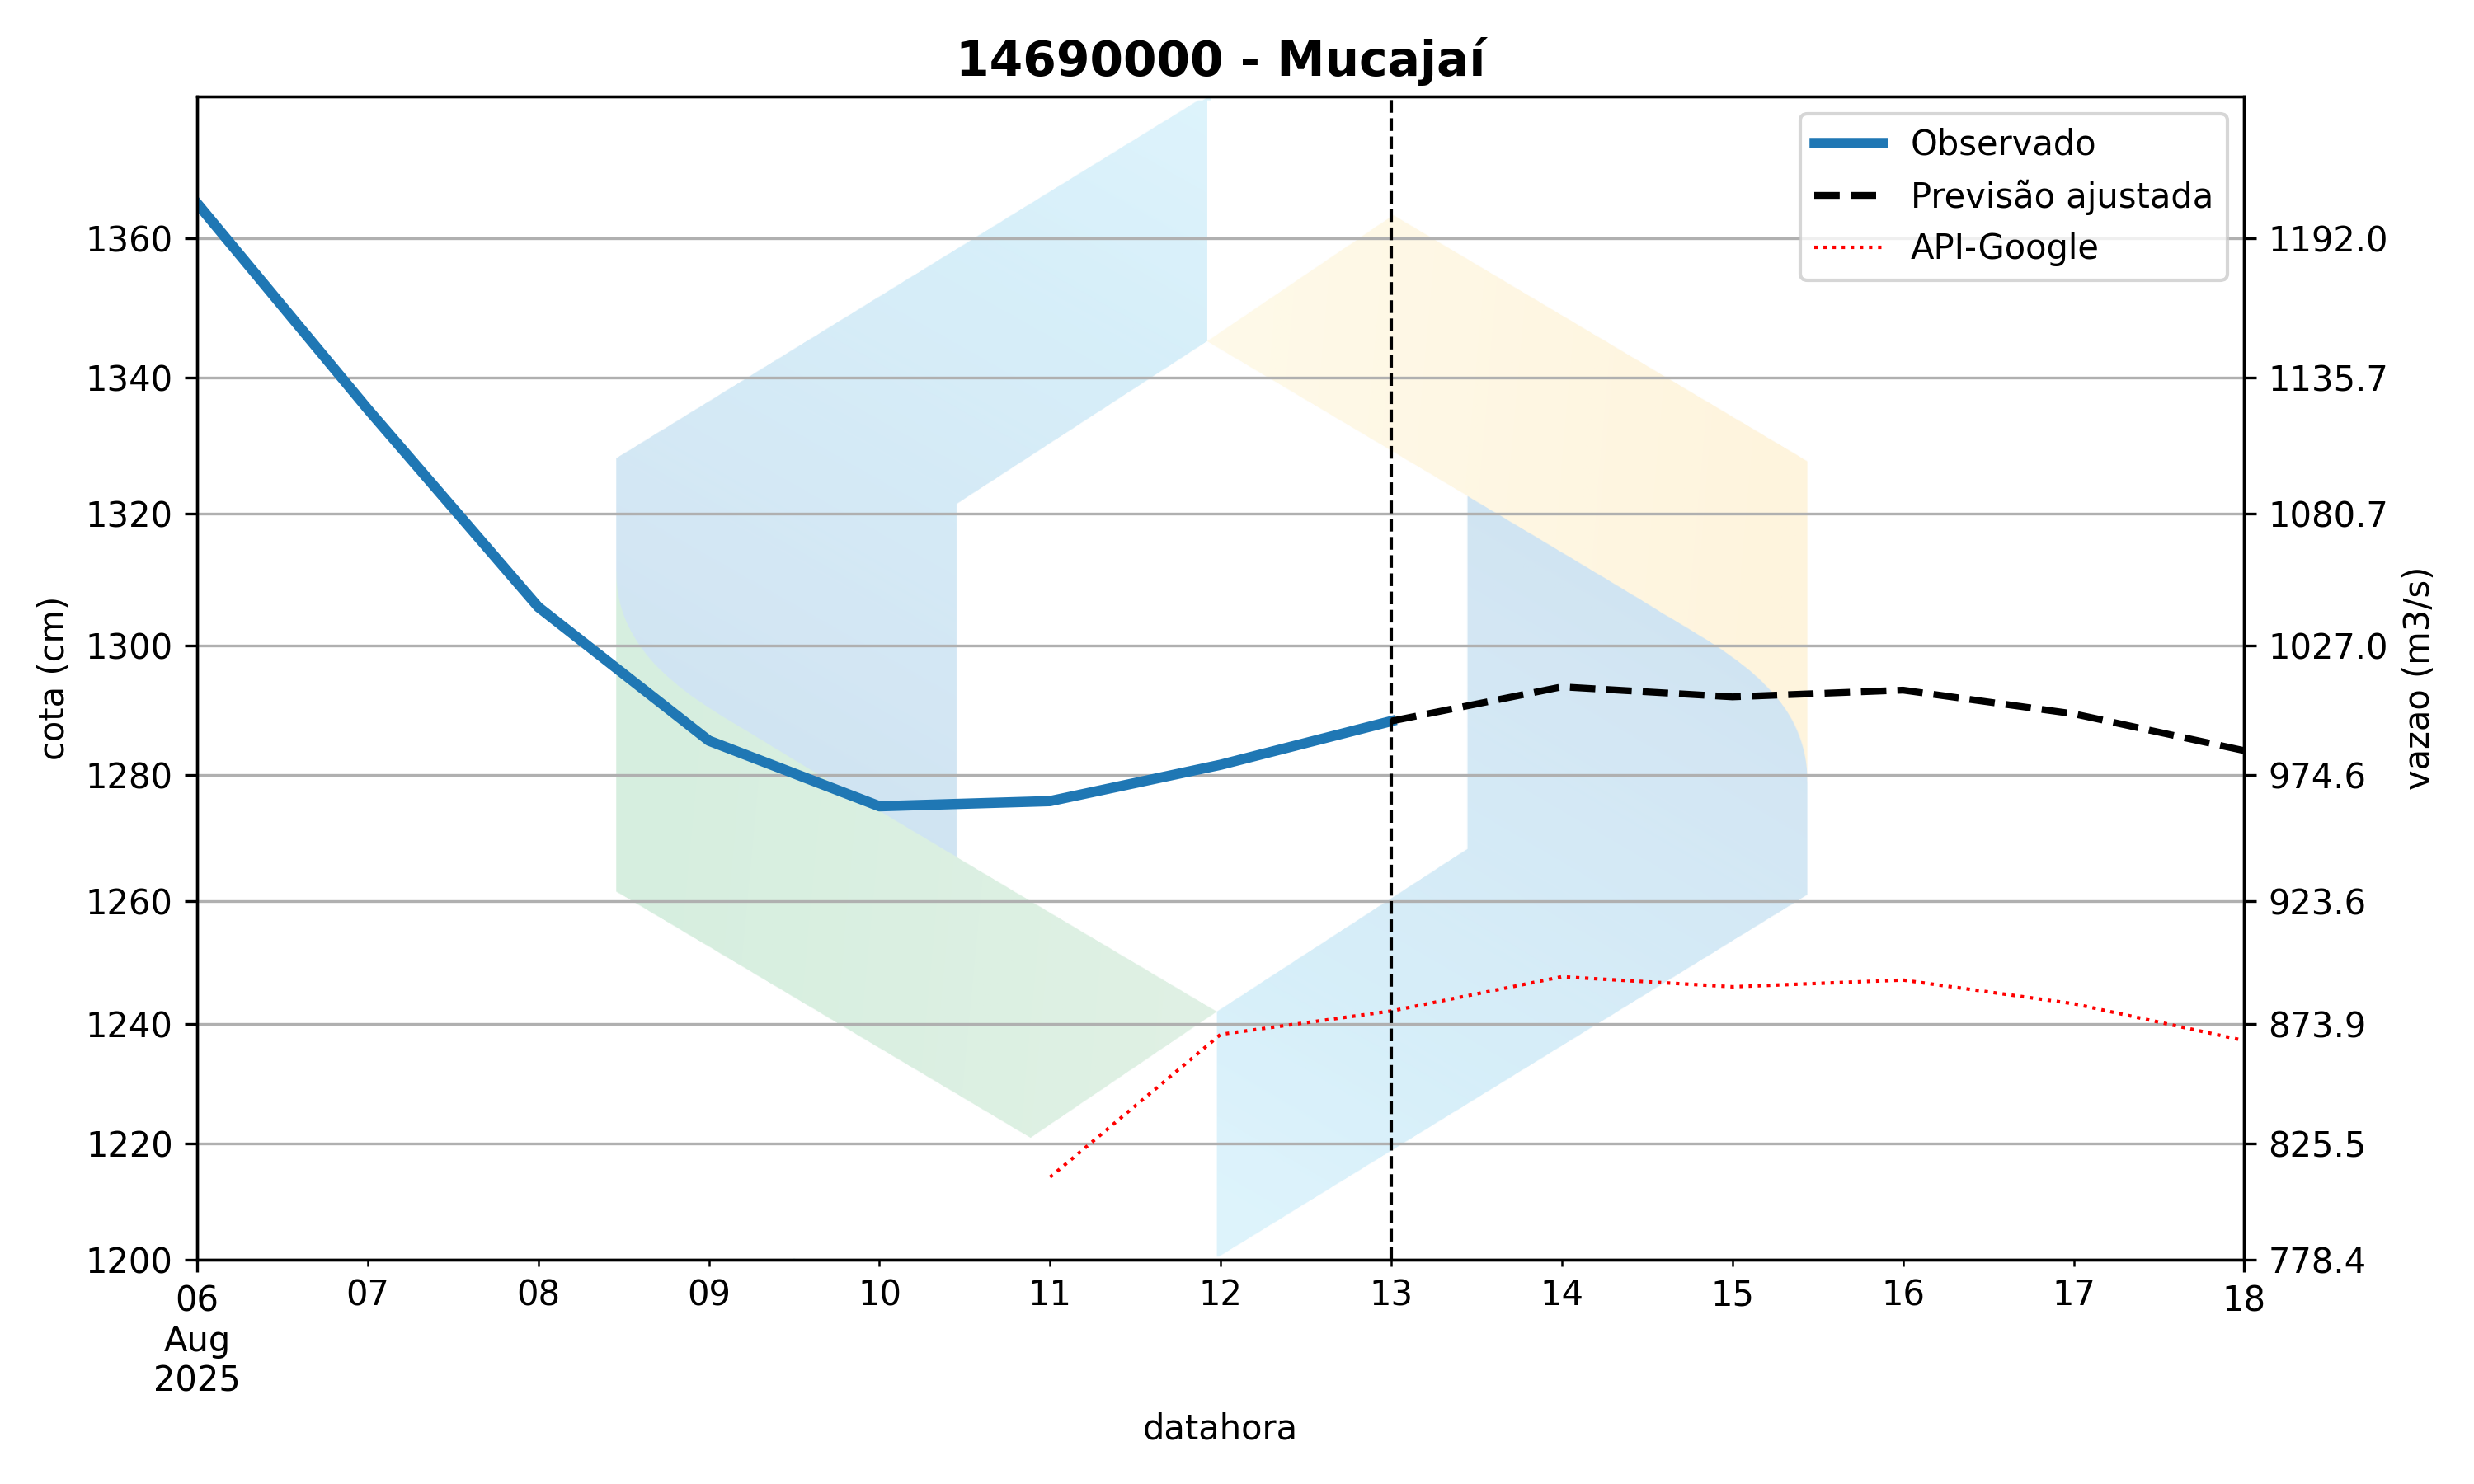 14690000 - Mucajaí
Observado
Previsão ajustada
API-Google
1360
1340
1320
1300
1280
1260
1240
1220
1200
cota (cm)
1192.0
1135.7
1080.7
1027.0
974.6
923.6
873.9
825.5
778.4
vazao (m3/s)
06 07 08 09 10 11 12 13 14 15 16 17 18
Aug
2025
datahora